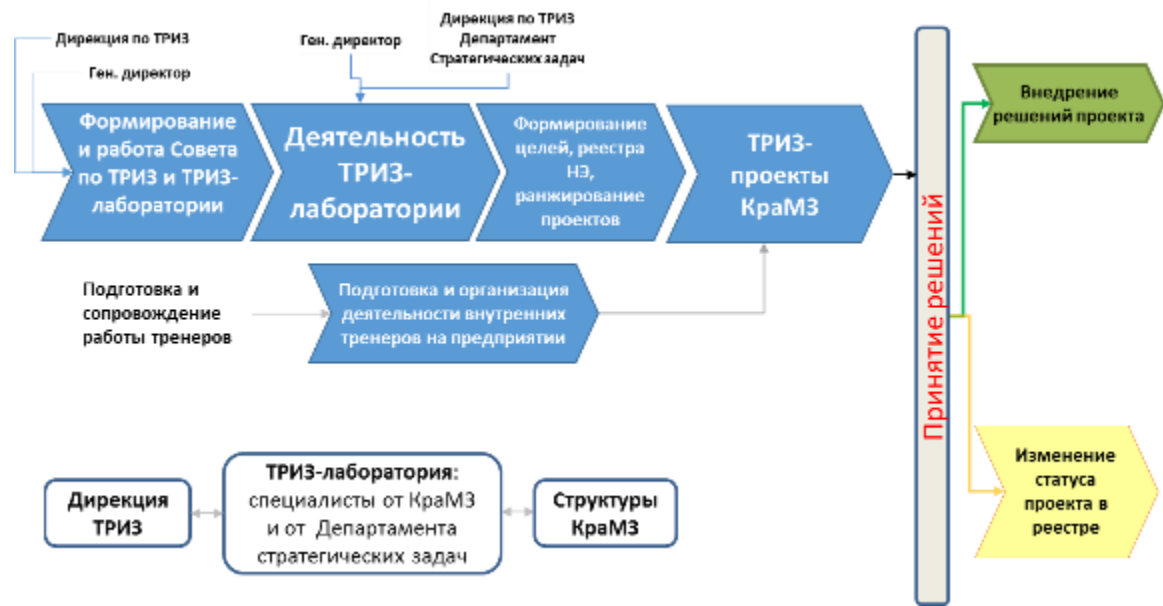 Дирекция по ТРИЗ
Ген. директор
Ген. директор
Дирекция по ТРИЗ
Департамент
Стратегических задач
Формирование
и работа Совета
по ТРИЗ и ТРИЗ-
лаборатории
Деятельность
ТРИЗ-
лаборатории
Формирование
целей, реестра
НЭ,
ранжирование
проектов
ТРИЗ-
проекты
КраМЗ
Принятие решений
Внедрение
решений проекта
Подготовка и
сопровождение
работы тренеров
Подготовка и организация
деятельности внутренних
тренеров на предприятии
Изменение
статуса
проекта в
реестре
Дирекция
ТРИЗ
ТРИЗ-лаборатория:
специалисты от КраМЗ
и от Департамента
стратегических задач
Структуры
КраМЗ